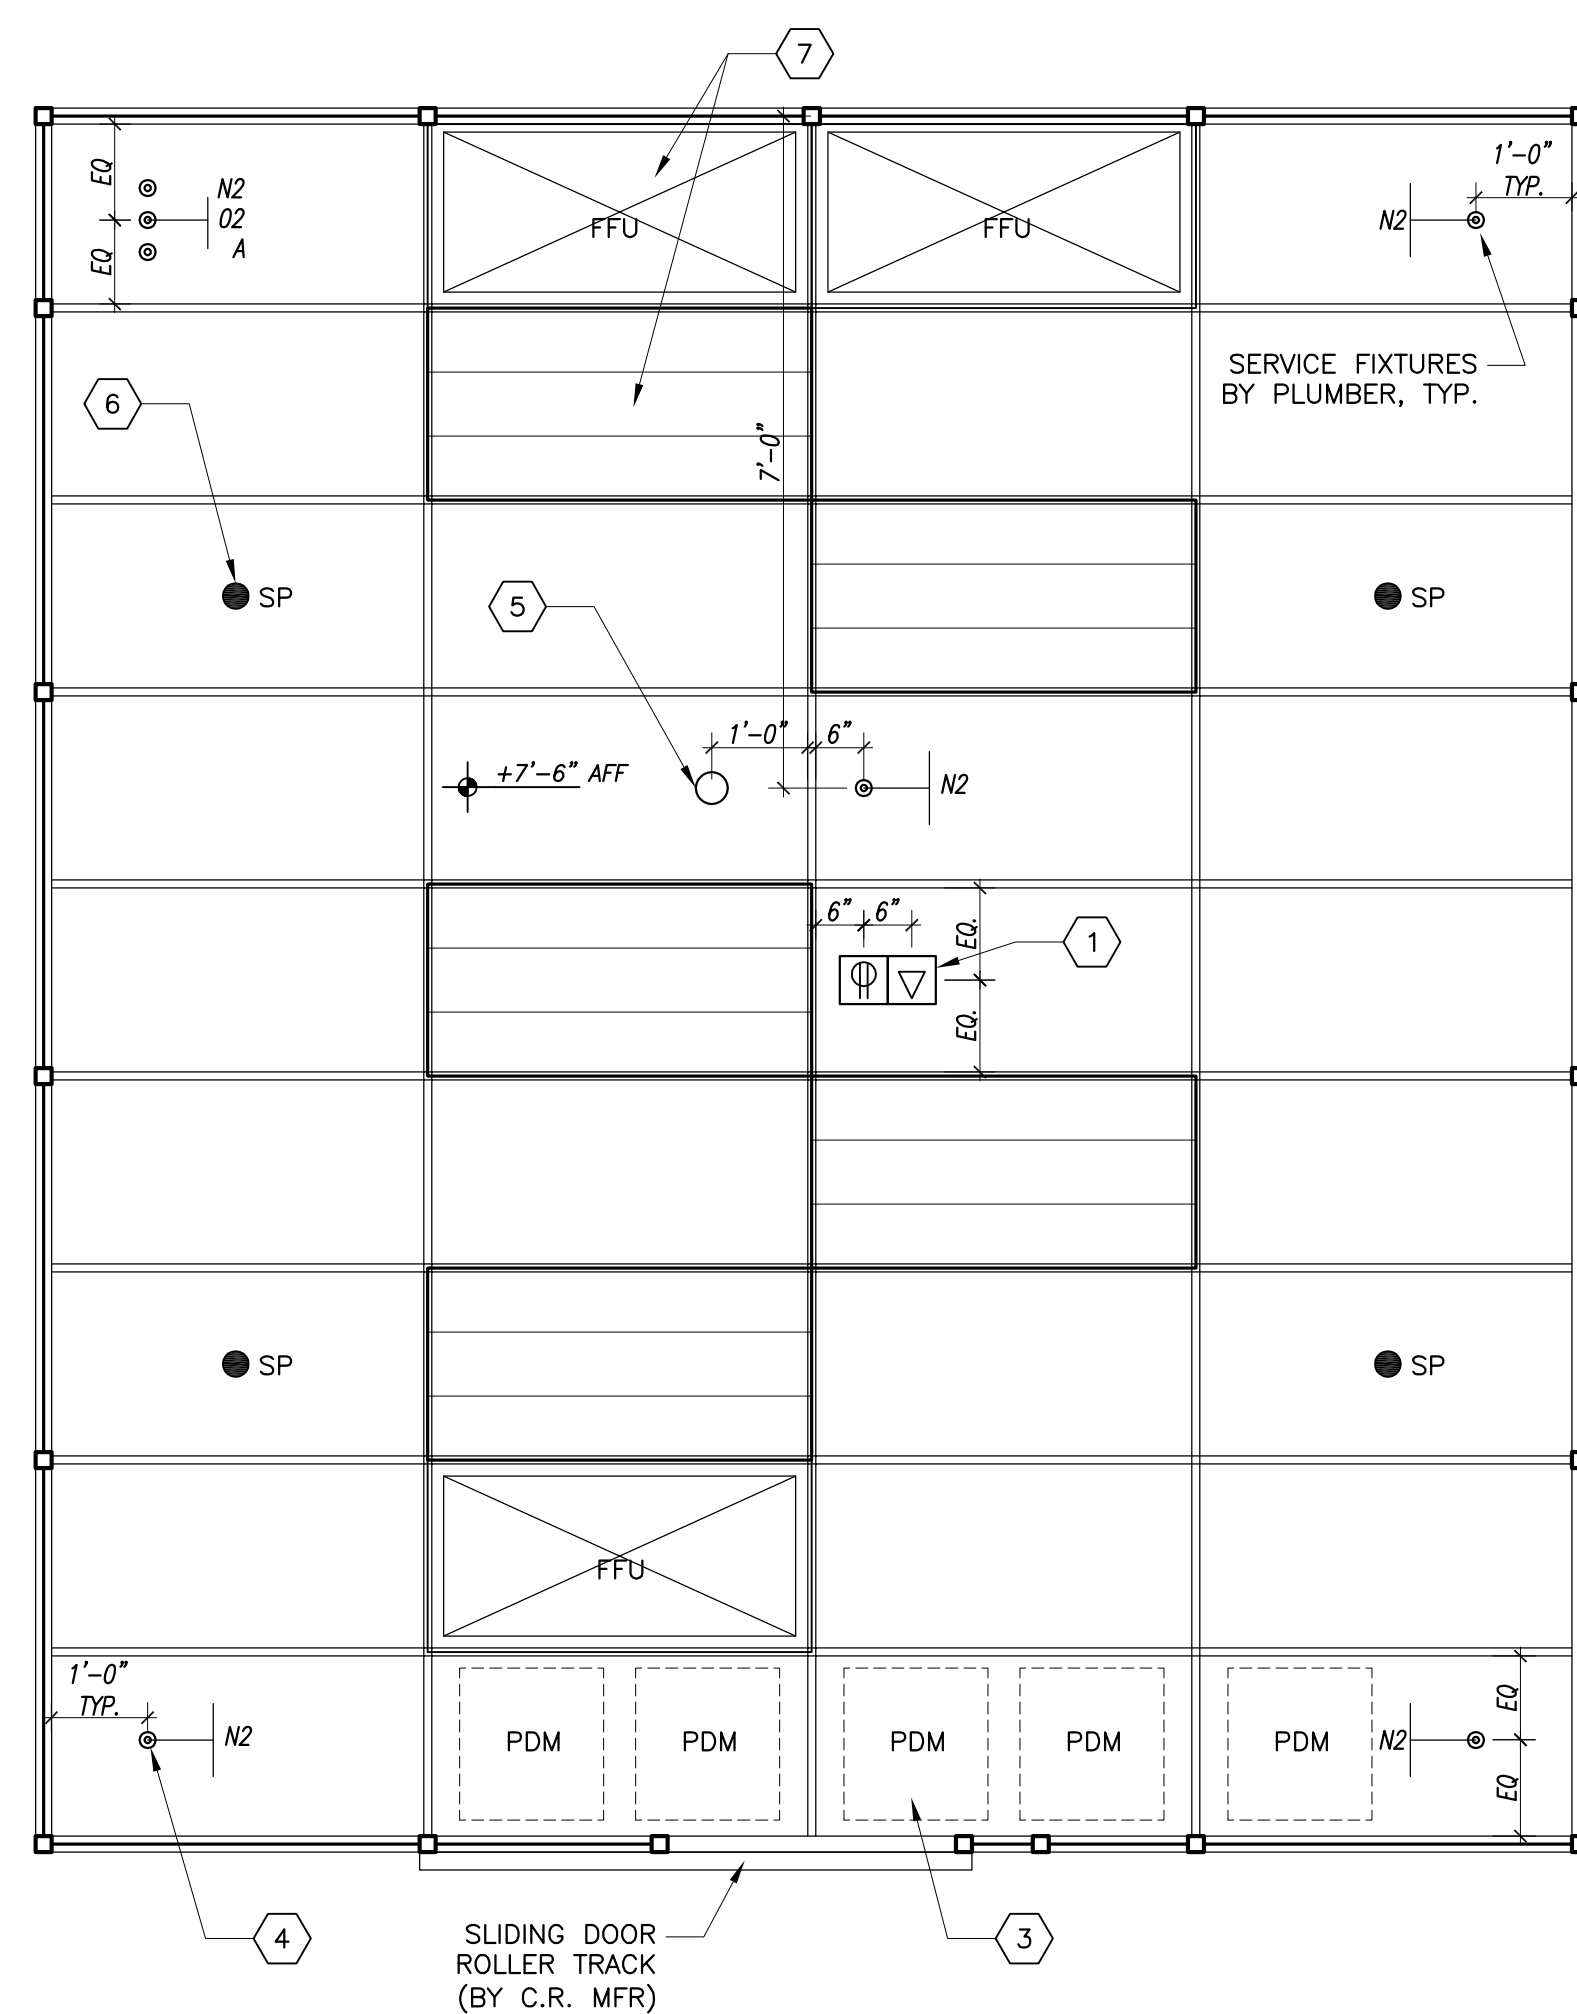 7
EQ
EQ
N2
O2
A
FFU
FFU
1'-0"
TYP.
N2
SERVICE FIXTURES
BY PLUMBER, TYP.
6
7'-0"
SP
5
SP
1'-0"
6"
+7'-6" AFF
N2
6"
6"
EQ.
EQ.
1
SP
SP
FFU
1'-0"
TYP.
N2
PDM
PDM
PDM
PDM
PDM
N2
EQ
EQ
4
SLIDING DOOR
ROLLER TRACK
(BY C.R. MFR)
3